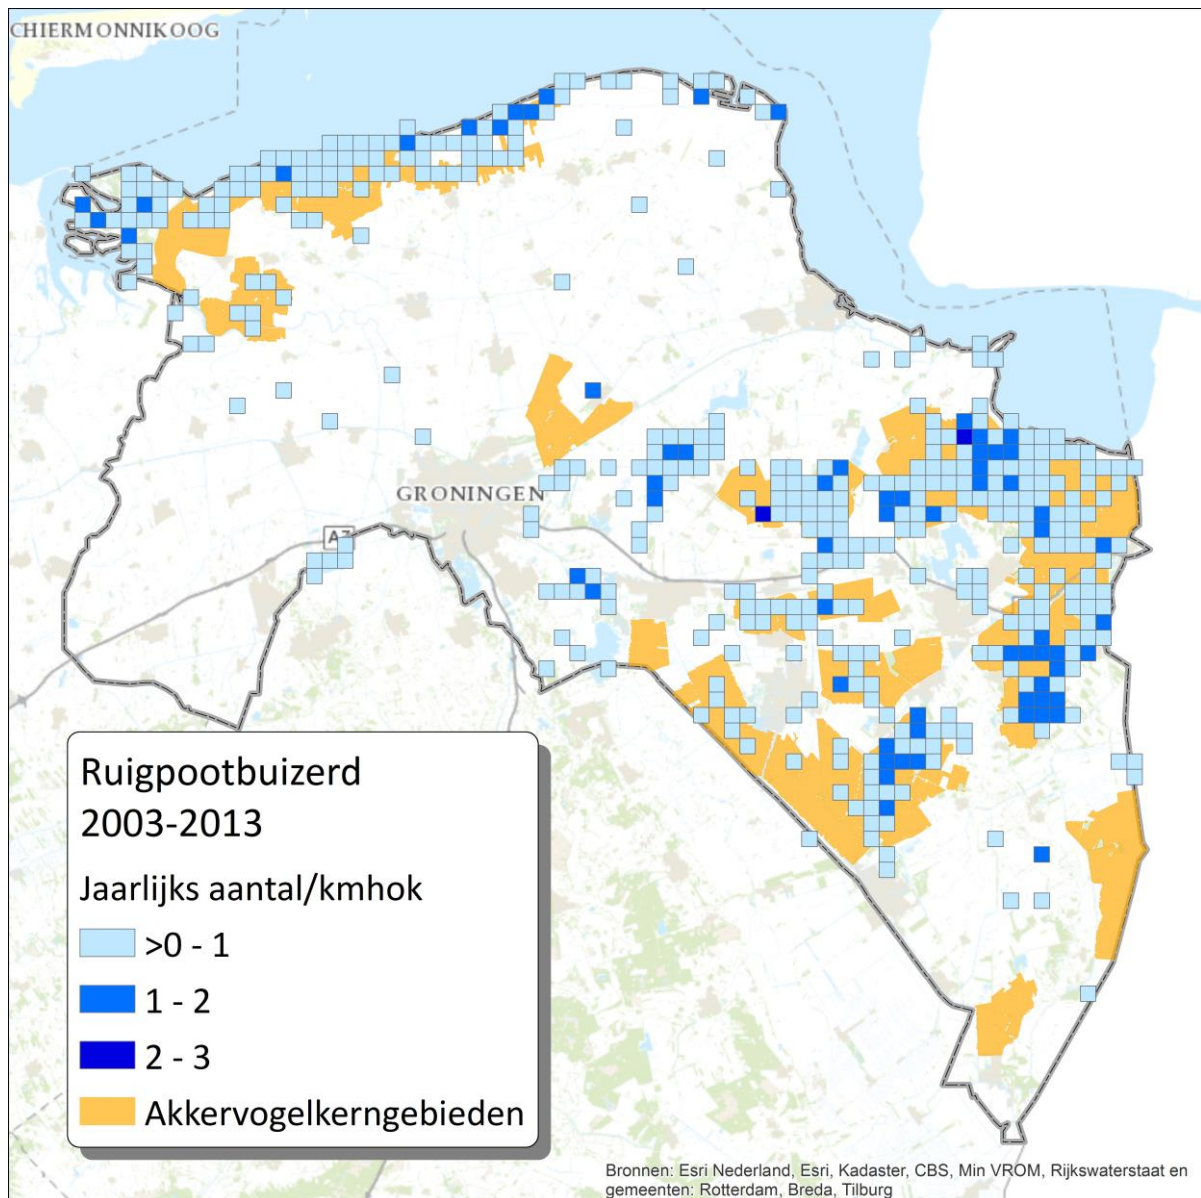 CHIERMONNIKOOG
GRONINGEN
A7
Ruigpootbuizerd
2003-2013
Jaarlijks aantal/kmhok
>0 - 1
1 - 2
2 - 3
Akkervogelkerngebieden
Bronnen: Esri Nederland, Esri, Kadaster, CBS, Min VROM, Rijkswaterstaat en
gemeenten: Rotterdam, Breda, Tilburg